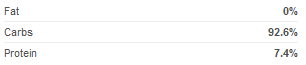 Fat 0%
Carbs 92.6%
Protein 7.4%